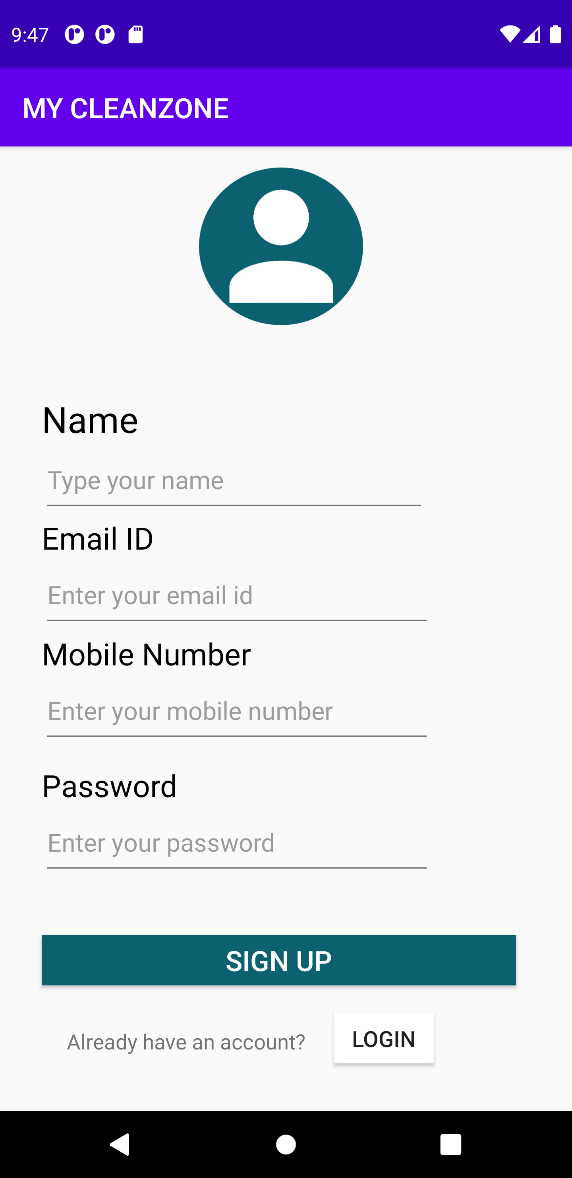 9:47
MY CLEANZONE
Name
Type your name
Email ID
Enter your email id
Mobile Number
Enter your mobile number
Password
Enter your password
SIGN UP
Already have an account? LOGIN